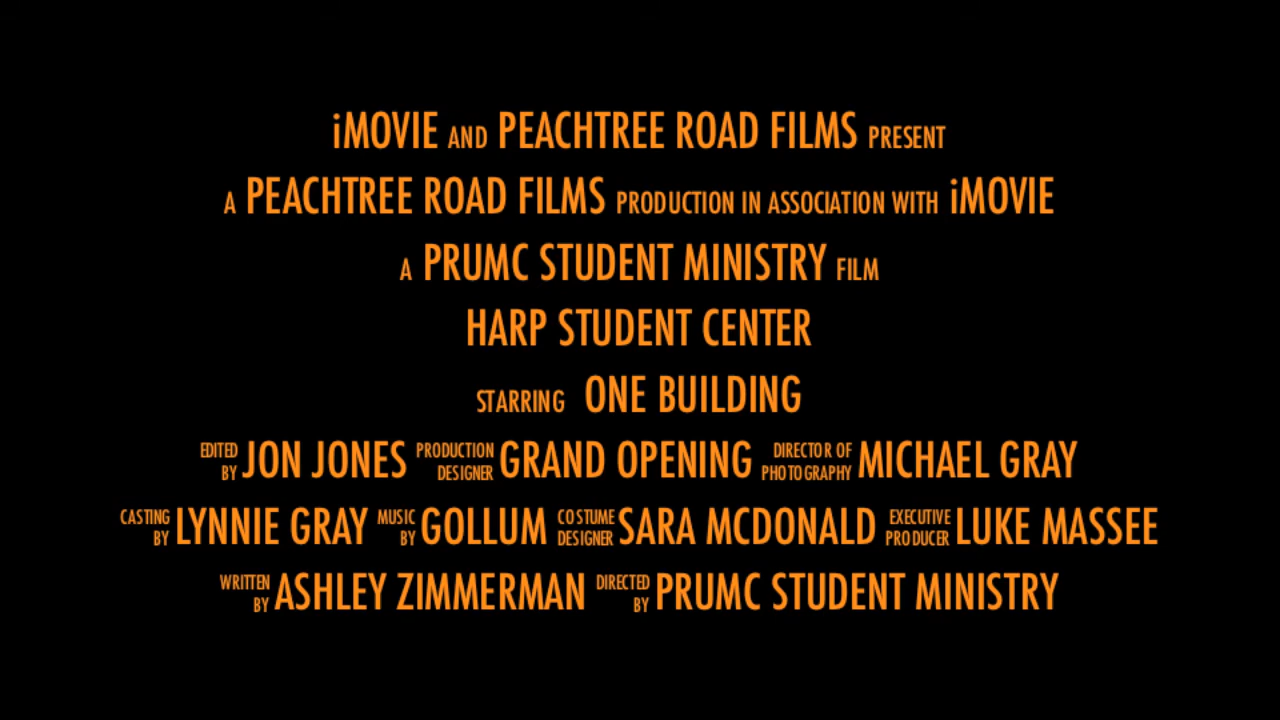 iMOVIE AND PEACHTREE ROAD FILMS PRESENT
A PEACHTREE ROAD FILMS PRODUCTION IN ASSOCIATION WITH iMOVIE
A PRUMC STUDENT MINISTRY FILM
HARP STUDENT CENTER
STARRING ONE BUILDING
EDITED BY JON JONES PRODUCTION DESIGNER GRAND OPENING DIRECTOR OF PHOTOGRAPHY MICHAEL GRAY
CASTING BY LYNNIE GRAY MUSIC BY GOLLUM COSTUME DESIGNER SARA MCDONALD EXECUTIVE PRODUCER LUKE MASSEE
WRITTEN BY ASHLEY ZIMMERMAN DIRECTED BY PRUMC STUDENT MINISTRY